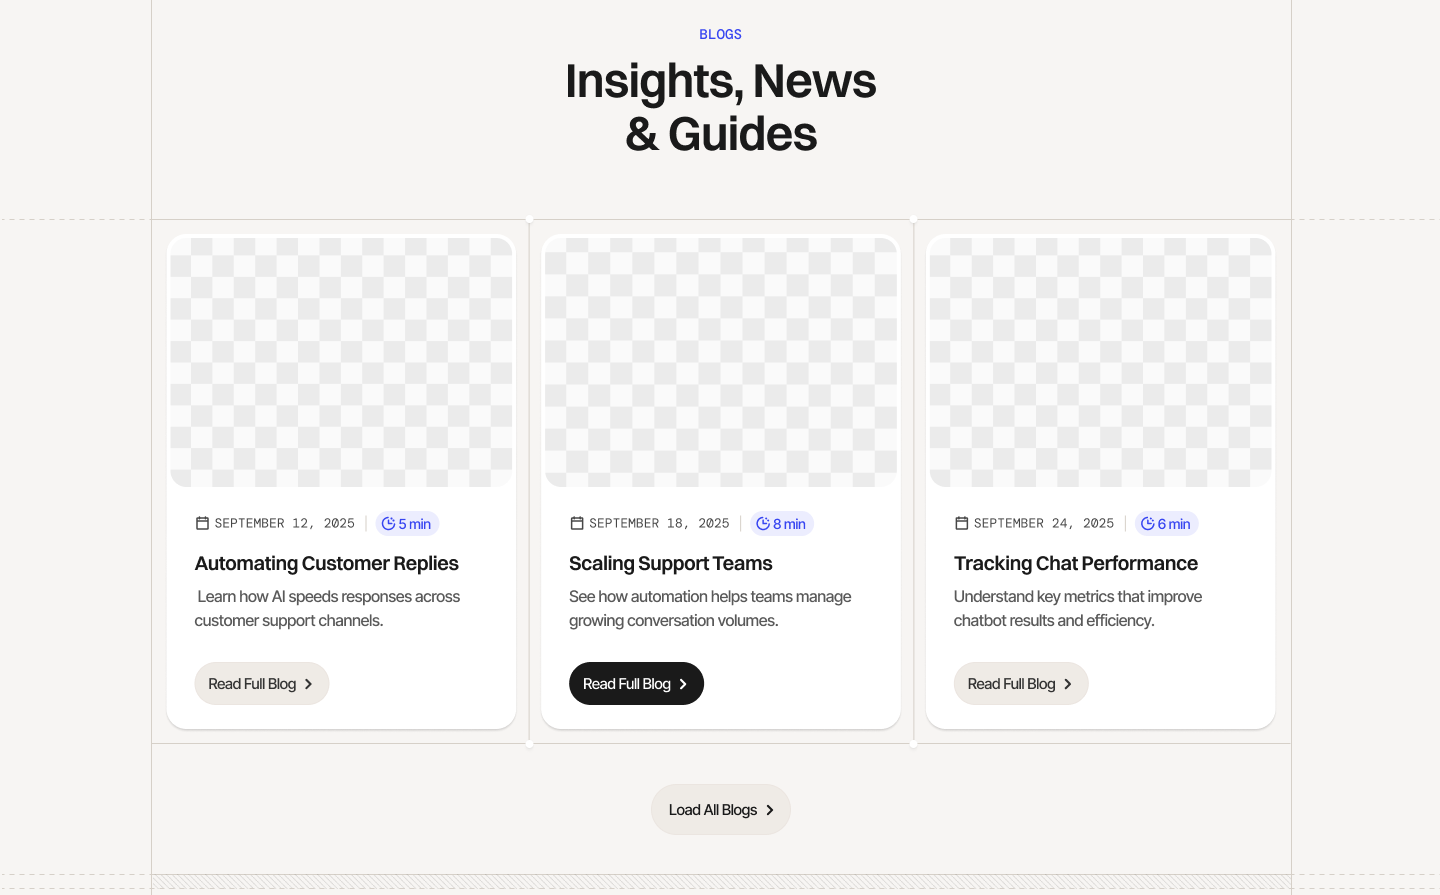 BLOGS
Insights, News
& Guides
SEPTEMBER 12, 2025
5 min
Automating Customer Replies
Learn how AI speeds responses across
customer support channels.
Read Full Blog
SEPTEMBER 18, 2025
8 min
Scaling Support Teams
See how automation helps teams manage
growing conversation volumes.
Read Full Blog
SEPTEMBER 24, 2025
6 min
Tracking Chat Performance
Understand key metrics that improve
chatbot results and efficiency.
Read Full Blog
Load All Blogs